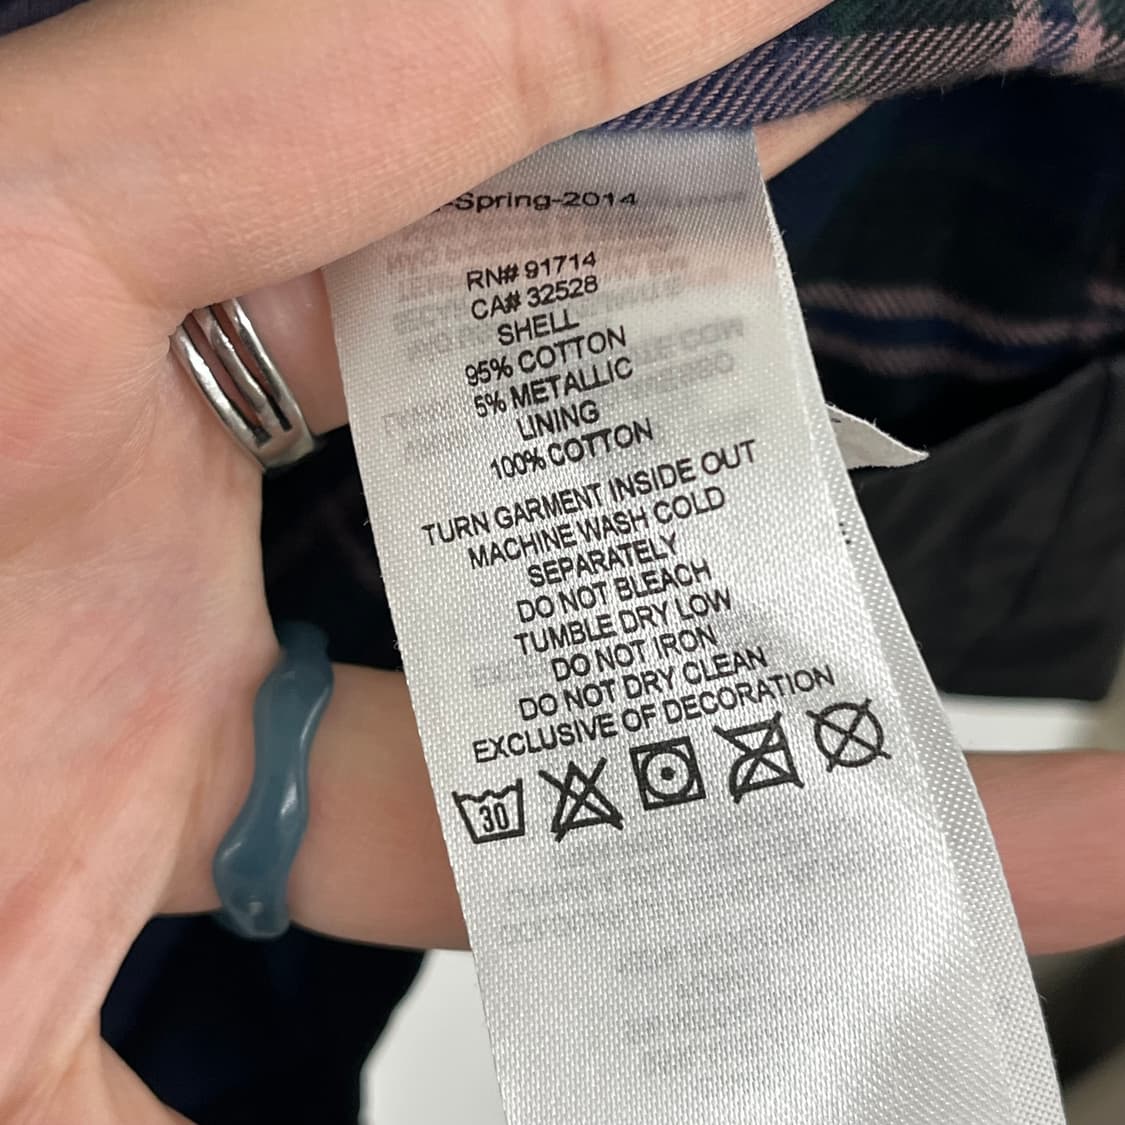 -Spring-2014
RN# 91714
CA# 32528
SHELL
95% COTTON
5% METALLIC
LINING
100% COTTON
TURN GARMENT INSIDE OUT
MACHINE WASH COLD
SEPARATELY
DO NOT BLEACH
TUMBLE DRY LOW
DO NOT IRON
DO NOT DRY CLEAN
EXCLUSIVE OF DECORATION
30